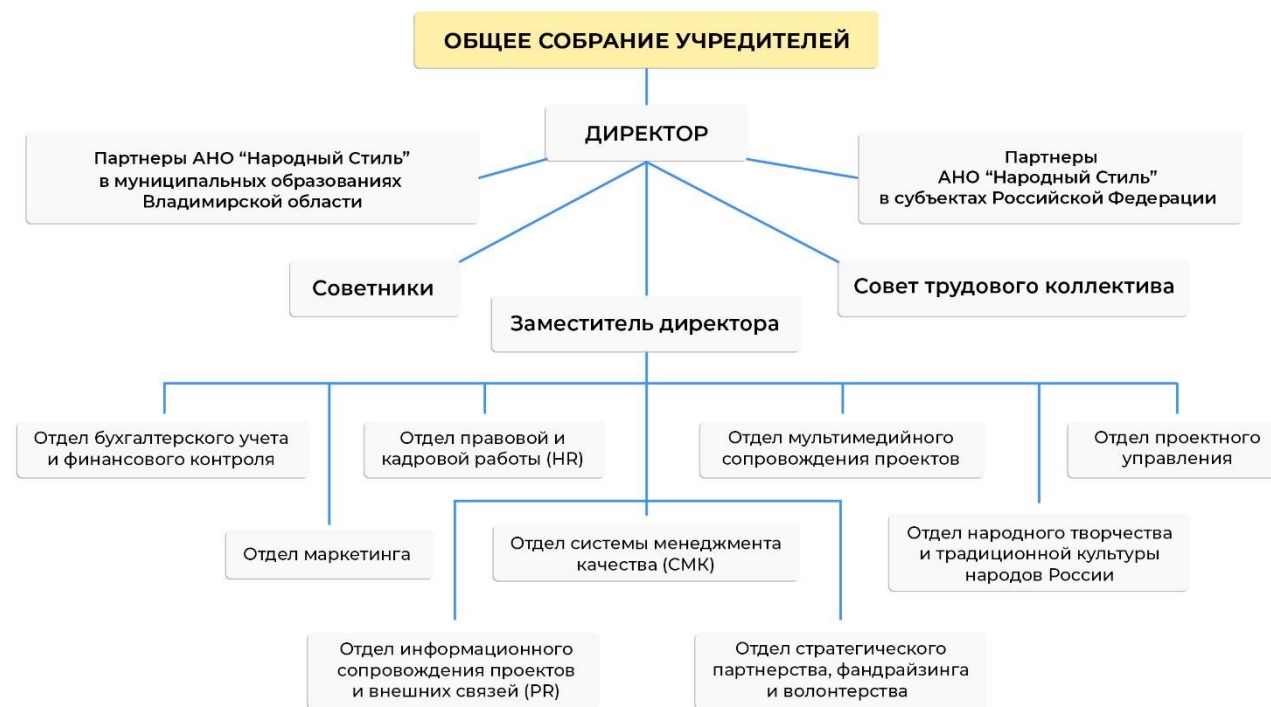 ОБЩЕЕ СОБРАНИЕ УЧРЕДИТЕЛЕЙ
ДИРЕКТОР
Партнеры АНО “Народный Стиль”
в муниципальных образованиях
Владимирской области
Партнеры
АНО “Народный Стиль”
в субъектах Российской Федерации
Советники
Совет трудового коллектива
Заместитель директора
Отдел бухгалтерского учета
и финансового контроля
Отдел правовой и
кадровой работы (HR)
Отдел мультимедийного
сопровождения проектов
Отдел проектного
управления
Отдел маркетинга
Отдел системы менеджмента
качества (СМК)
Отдел народного творчества
и традиционной культуры
народов России
Отдел информационного
сопровождения проектов
и внешних связей (PR)
Отдел стратегического
партнерства, фандрайзинга
и волонтерства